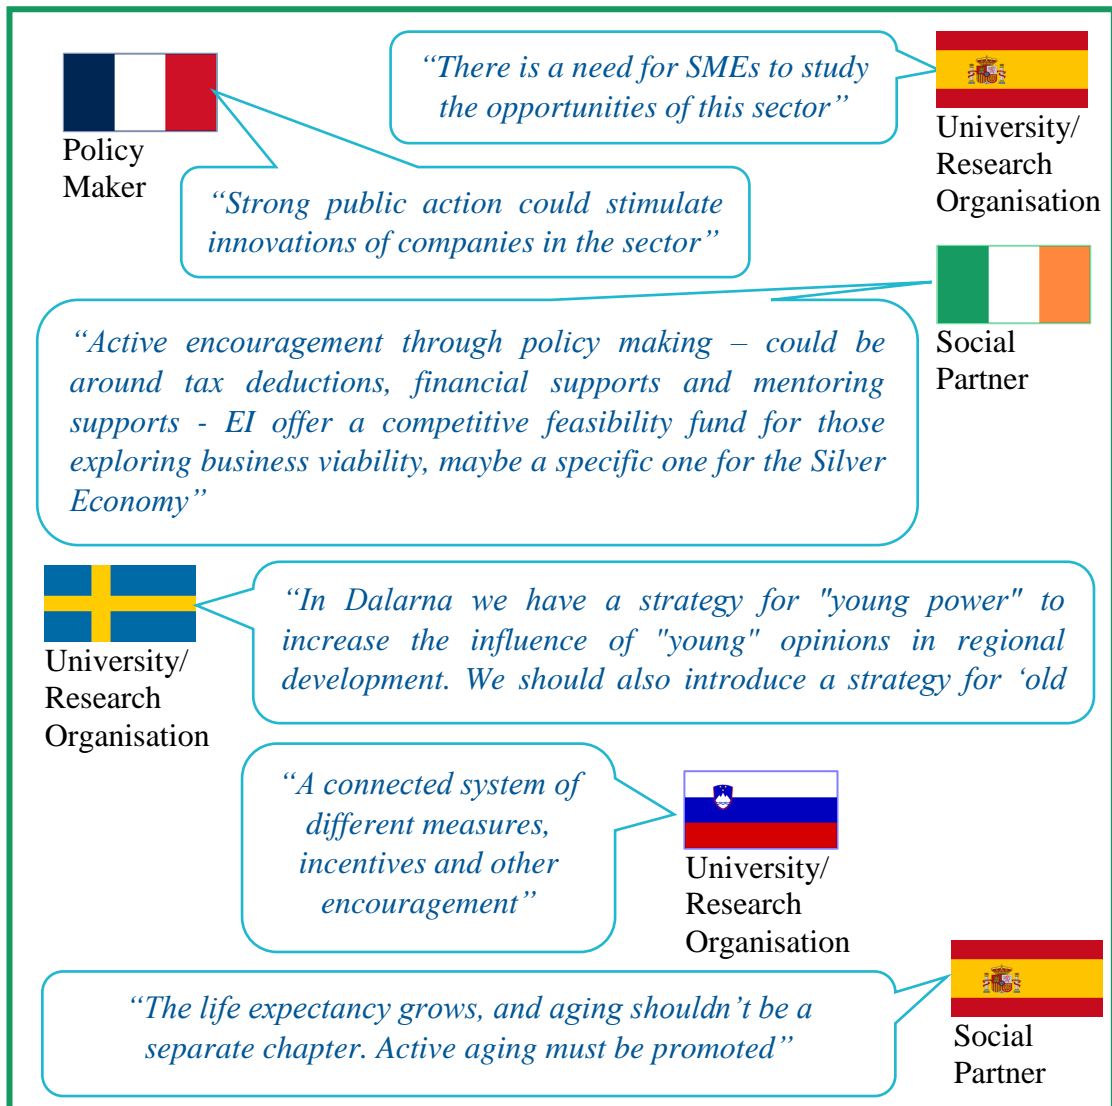 Policy
Maker
“There is a need for SMEs to study
the opportunities of this sector”
University/
Research
Organisation
“Strong public action could stimulate
innovations of companies in the sector”
“Active encouragement through policy making – could be
around tax deductions, financial supports and mentoring
supports - EI offer a competitive feasibility fund for those
exploring business viability, maybe a specific one for the Silver
Economy”
Social
Partner
“In Dalarna we have a strategy for "young power" to
increase the influence of "young" opinions in regional
development. We should also introduce a strategy for ‘old
University/
Research
Organisation
“A connected system of
different measures,
incentives and other
encouragement”
University/
Research
Organisation
“The life expectancy grows, and aging shouldn’t be a
separate chapter. Active aging must be promoted”
Social
Partner